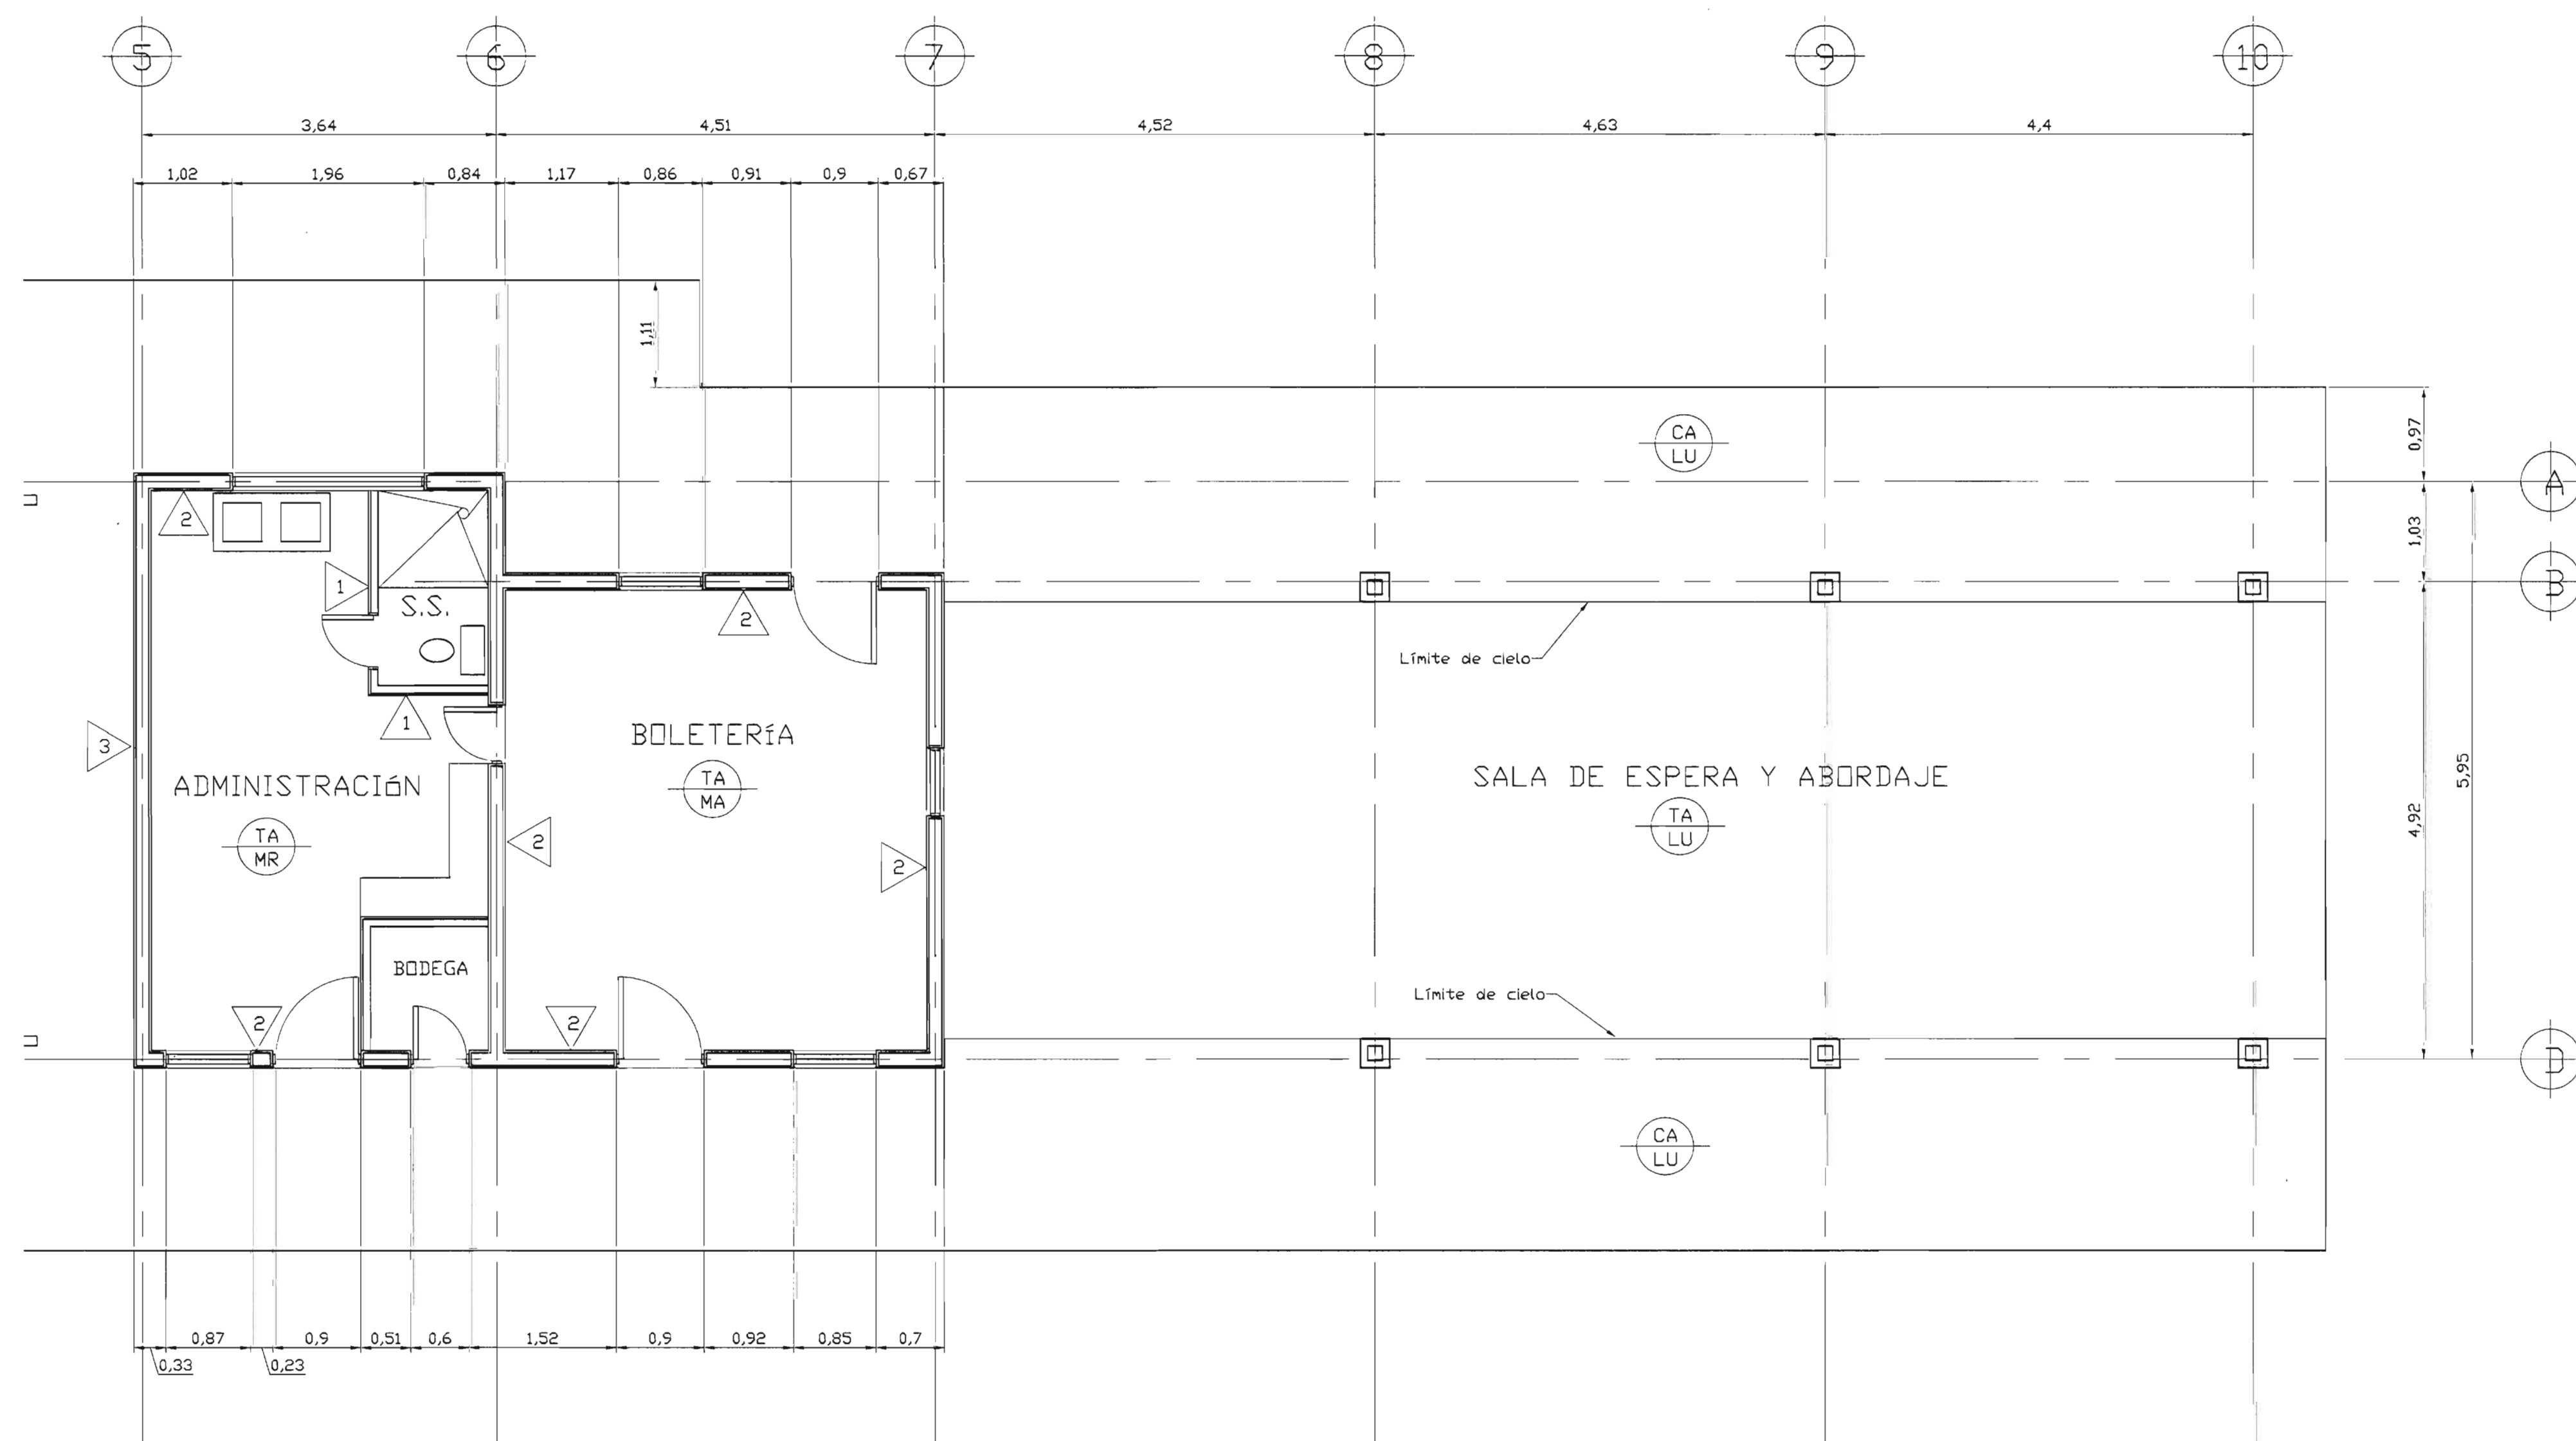 5 6 7 8 9 10
3,64 4,51 4,52 4,63 4,4
1,02 1,96 0,84 1,17 0,86 0,91 0,9 0,67
1,11
0,97
CA
LU
A
2
1,03
1
B
S.S.
2
Límite de cielo
1
BOLETERíA
3
TA
MA
ADMINISTRACIóN
SALA DE ESPERA Y ABORDAJE
5,95
TA
LU
4,92
TA
MR
2
2
BODEGA
Límite de cielo
2
2
D
CA
LU
0,87 0,9 0,51 0,6 1,52 0,9 0,92 0,85 0,7
0,33 0,23